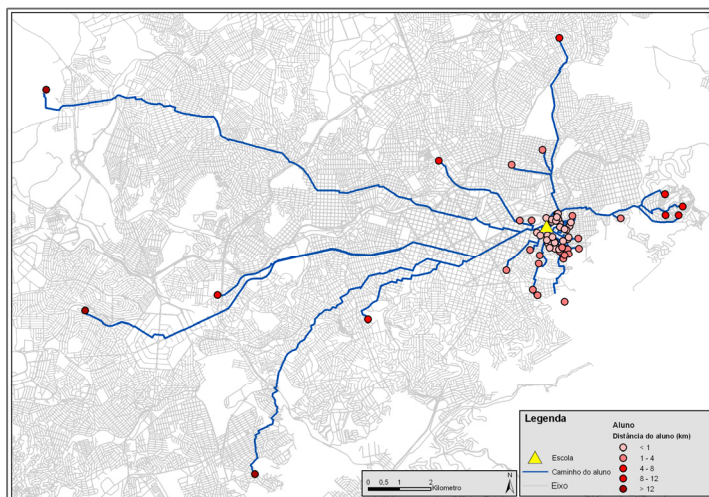 Legenda
Escola
Caminho do aluno
Eixo
Aluno
Distância do aluno (km)
< 1
1 - 4
4 - 8
8 - 12
> 12
0 0,5 1 2
Kilometro
N